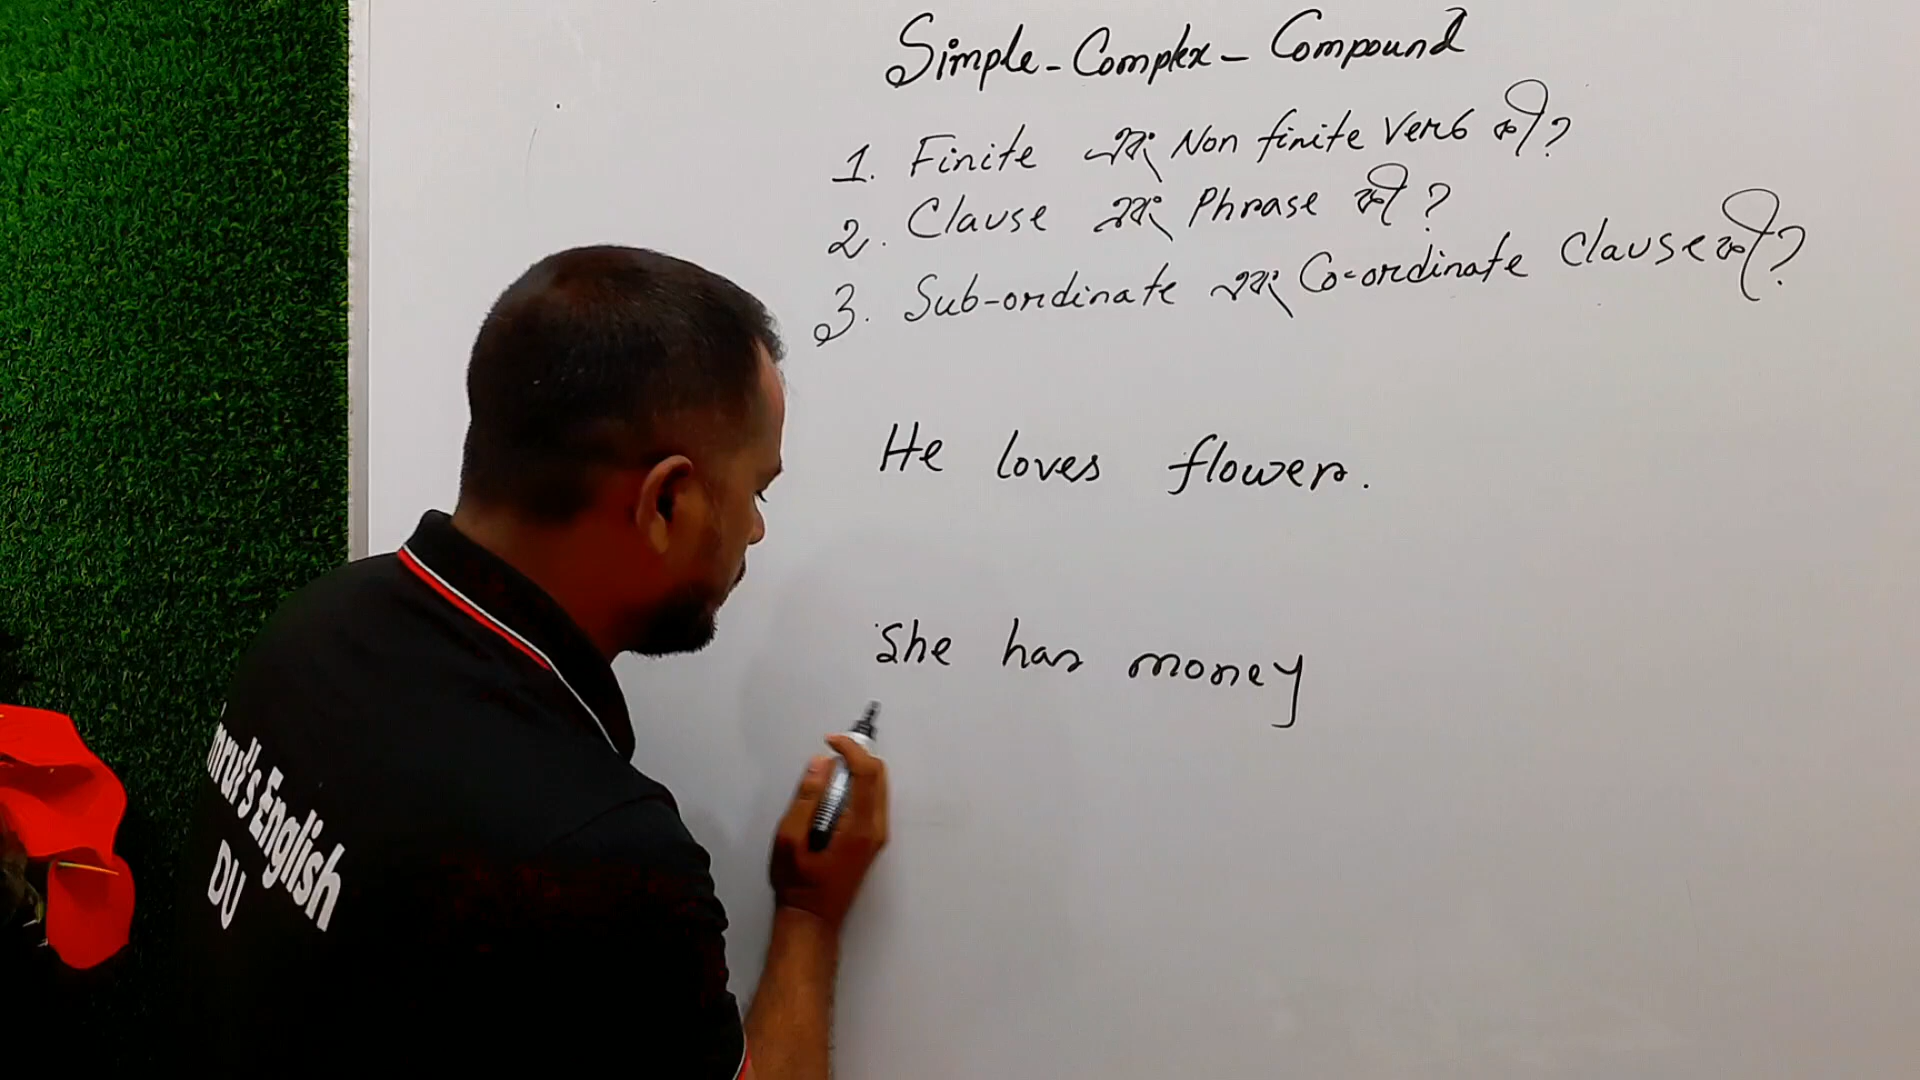 Simple - Complex - Compound
1. Finite এবং Non finite Verb কী?
2. Clause এবং Phrase কী?
3. Sub-ordinate এবং Co-ordinate Clause কী?
He loves flower.
She has money
English
DU